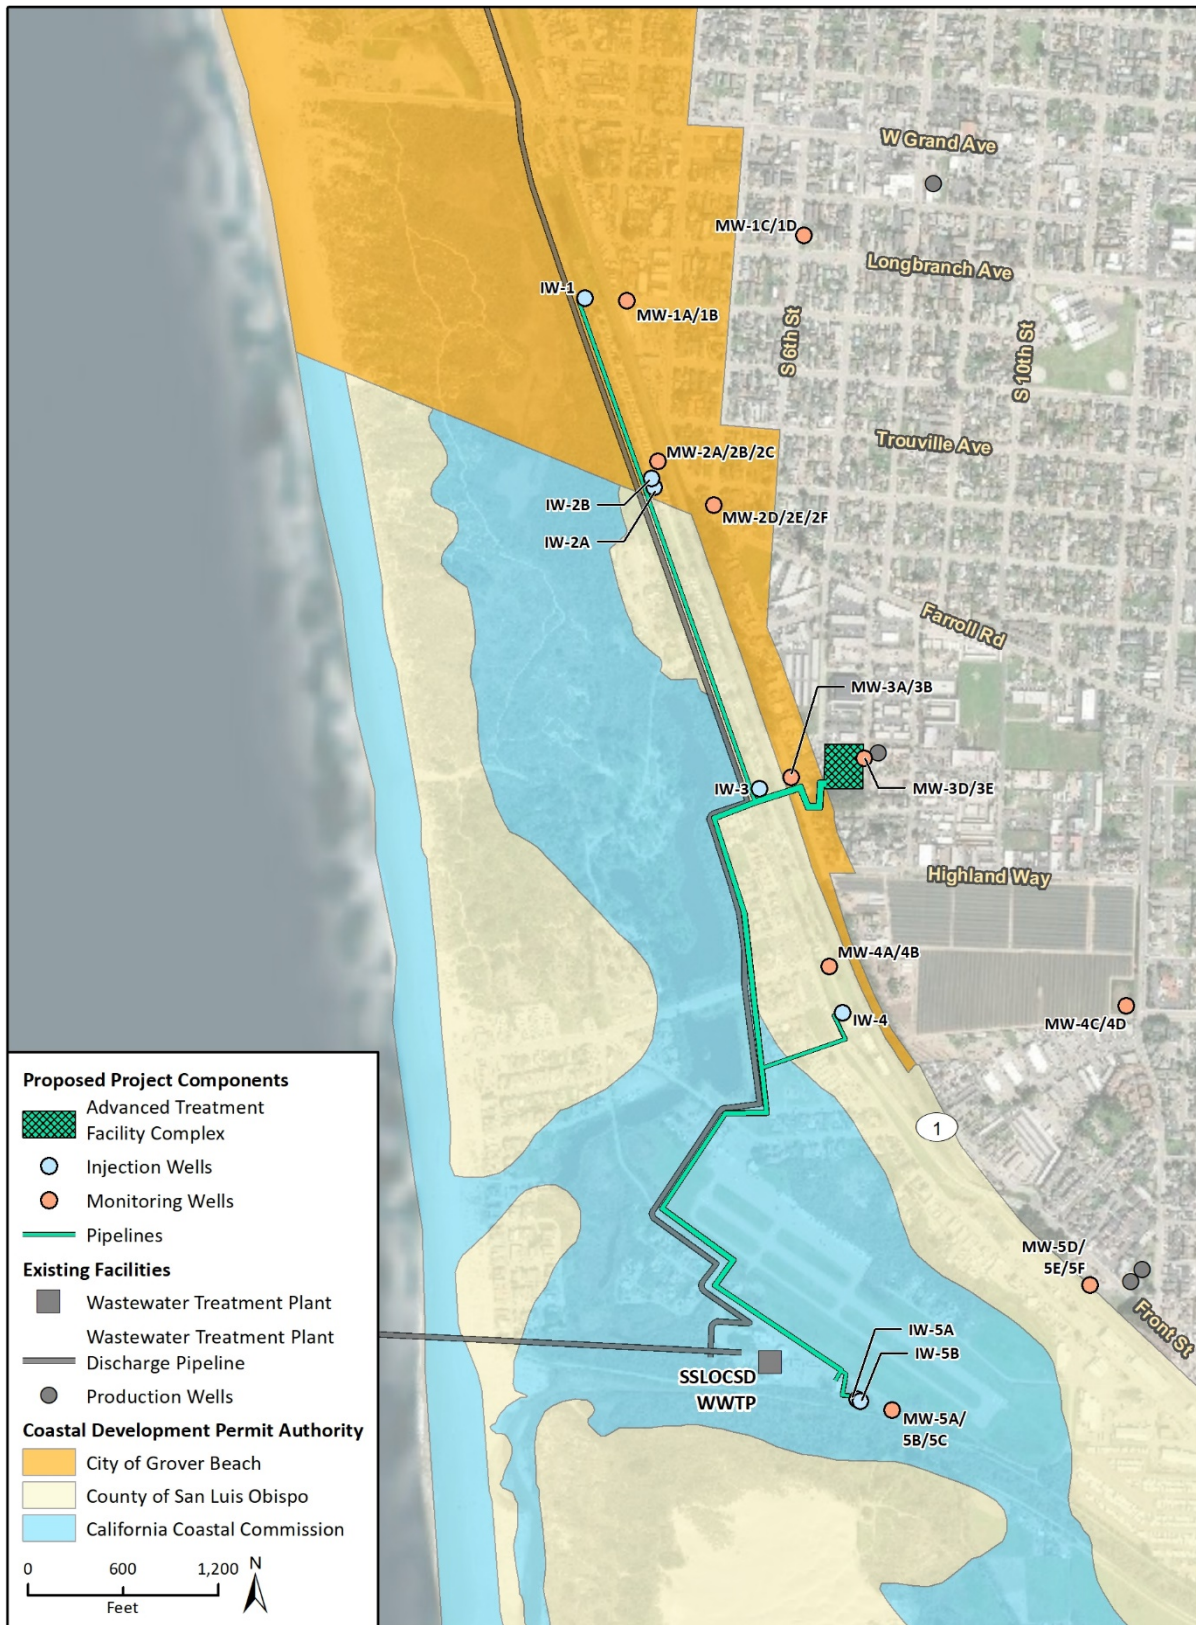 W Grand Ave
MW-1C/1D
Longbranch Ave
IW-1
MW-1A/1B
S 6th St
S 10th St
Trouville Ave
MW-2A/2B/2C
IW-2B
MW-2D/2E/2F
IW-2A
Farroll Rd
MW-3A/3B
IW-3
MW-3D/3E
Highland Way
MW-4A/4B
IW-4
MW-4C/4D
1
MW-5D/
5E/5F
Front St
IW-5A
IW-5B
SSLOCSD
WWTP
MW-5A/
5B/5C
Proposed Project Components
Advanced Treatment
Facility Complex
Injection Wells
Monitoring Wells
Pipelines
Existing Facilities
Wastewater Treatment Plant
Wastewater Treatment Plant
Discharge Pipeline
Production Wells
Coastal Development Permit Authority
City of Grover Beach
County of San Luis Obispo
California Coastal Commission
0 600 1,200
Feet
N